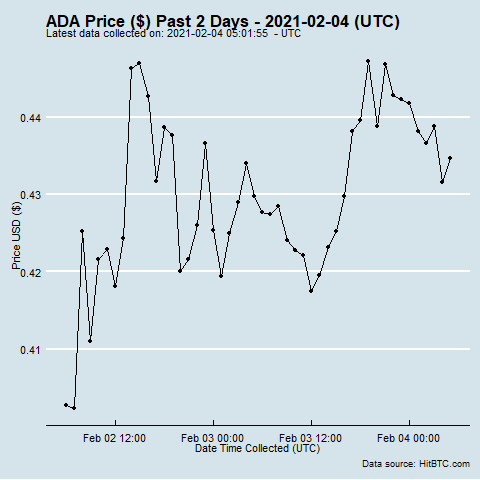 ADA Price ($) Past 2 Days - 2021-02-04 (UTC)
Latest data collected on: 2021-02-04 05:01:55  - UTC
Price USD ($)
0.44
0.43
0.42
0.41
Feb 02 12:00
Feb 03 00:00
Feb 03 12:00
Feb 04 00:00
Date Time Collected (UTC)
Data source: HitBTC.com